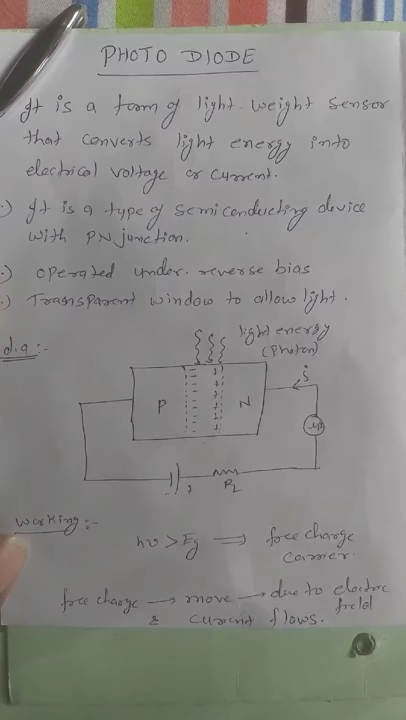 PHOTO DIODE
It is a form of light-weight sensor
that converts light energy into
electrical voltage or current.
It is a type of semiconducting device
with PN junction.
operated under reverse bias
Transparent window to allow light.
dia :-
light energy
(photon)
P
N
i
μA
- +
RL
working :-
hν > Eg ⟹ free charge
carrier
free charge → move → due to electric
field
& current flows.